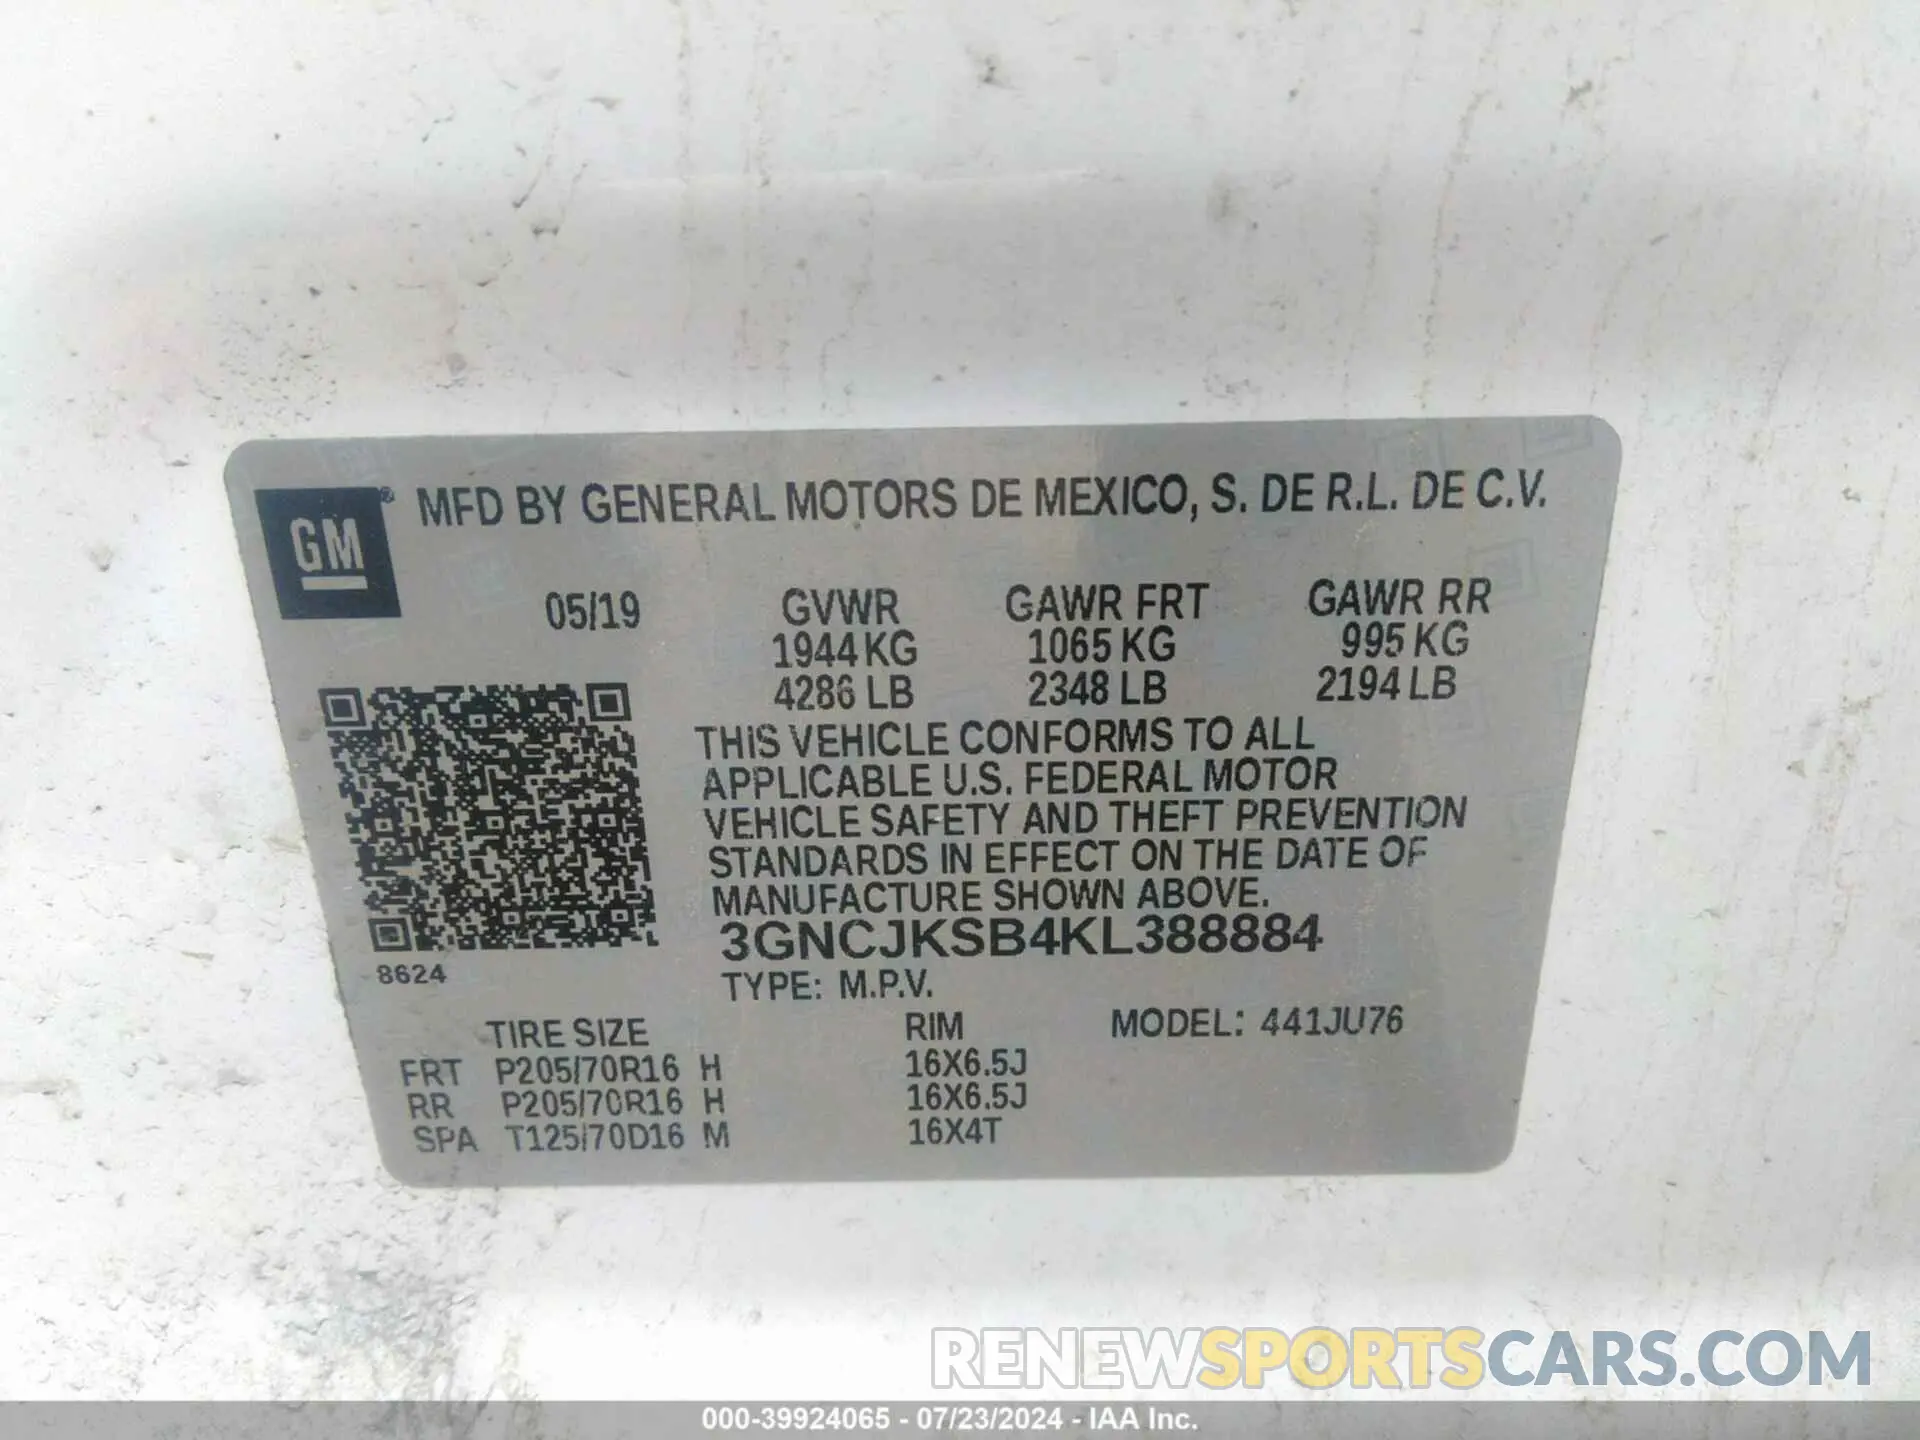 GM® MFD BY GENERAL MOTORS DE MEXICO, S. DE R.L. DE C.V.
05/19 GVWR GAWR FRT GAWR RR
1944 KG 1065 KG 995 KG
4286 LB 2348 LB 2194 LB
THIS VEHICLE CONFORMS TO ALL
APPLICABLE U.S. FEDERAL MOTOR
VEHICLE SAFETY AND THEFT PREVENTION
STANDARDS IN EFFECT ON THE DATE OF
MANUFACTURE SHOWN ABOVE.
3GNCJKSB4KL388884
8624
TYPE: M.P.V.
TIRE SIZE RIM MODEL: 441JU76
FRT P205/70R16 H 16X6.5J
RR P205/70R16 H 16X6.5J
SPA T125/70D16 M 16X4T
RENEWSPORTSCARS.COM
000-39924065 - 07/23/2024 - IAA Inc.